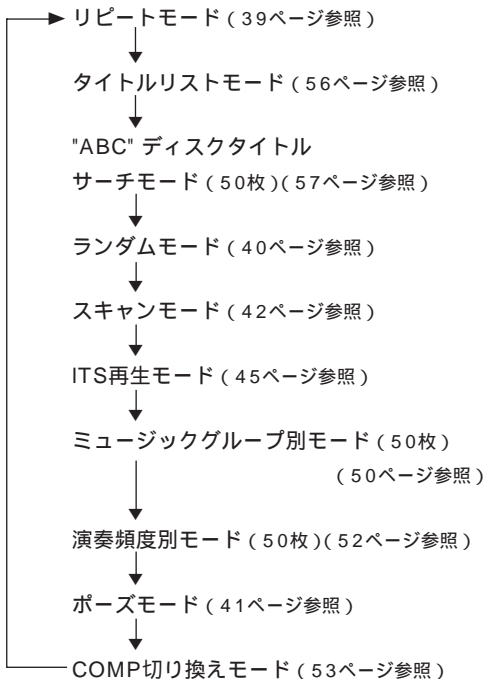 リピートモード(39ページ参照)
タイトルリストモード(56ページ参照)
"ABC" ディスクタイトル
サーチモード(50枚)(57ページ参照)
ランダムモード(40ページ参照)
スキャンモード(42ページ参照)
ITS再生モード(45ページ参照)
ミュージックグループ別モード(50枚)
(50ページ参照)
演奏頻度別モード(50枚)(52ページ参照)
ポーズモード(41ページ参照)
COMP切り換えモード(53ページ参照)